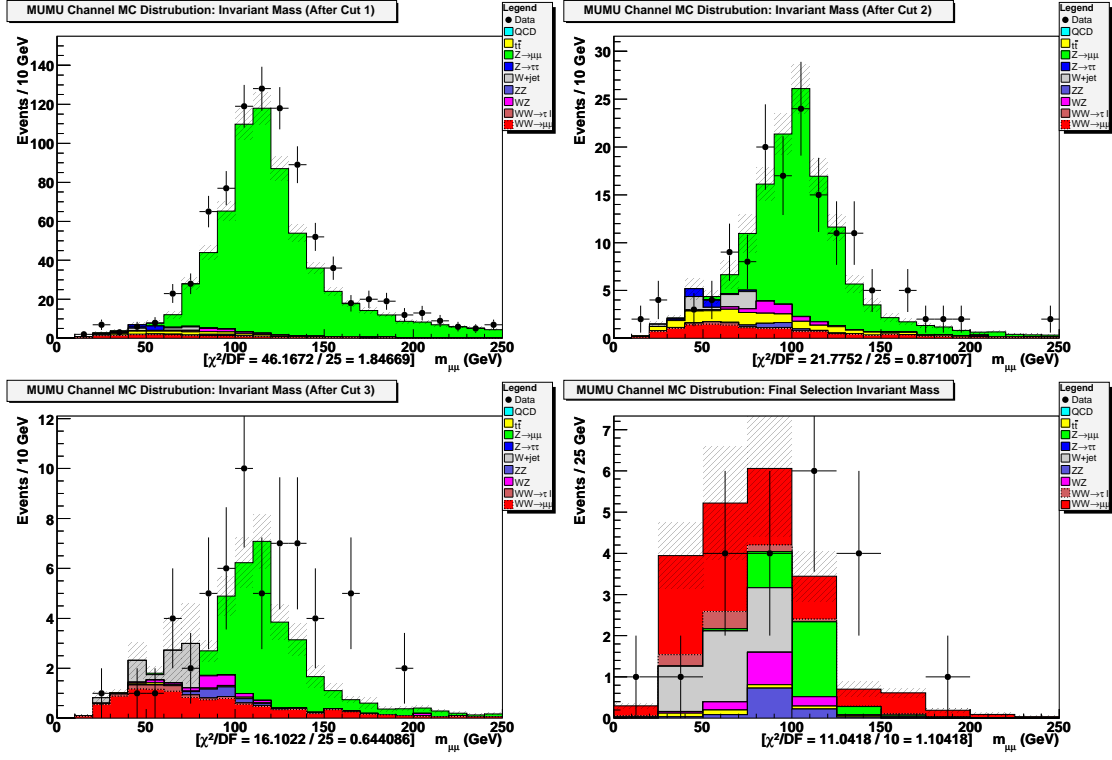 MUMU Channel MC Distrubution: Invariant Mass (After Cut 1)
Legend
Data
QCD
tt̄
Z→μμ
Z→ττ
W+jet
ZZ
WZ
WW→τ l
WW→μμ
Events / 10 GeV
140
120
100
80
60
40
20
0
0 50 100 150 200 250
[χ²/DF = 46.1672 / 25 = 1.84669] m_μμ (GeV)
MUMU Channel MC Distrubution: Invariant Mass (After Cut 2)
Legend
Data
QCD
tt̄
Z→μμ
Z→ττ
W+jet
ZZ
WZ
WW→τ l
WW→μμ
Events / 10 GeV
30
25
20
15
10
5
0
0 50 100 150 200 250
[χ²/DF = 21.7752 / 25 = 0.871007] m_μμ (GeV)
MUMU Channel MC Distrubution: Invariant Mass (After Cut 3)
Legend
Data
QCD
tt̄
Z→μμ
Z→ττ
W+jet
ZZ
WZ
WW→τ l
WW→μμ
Events / 10 GeV
12
10
8
6
4
2
0
0 50 100 150 200 250
[χ²/DF = 16.1022 / 25 = 0.644086] m_μμ (GeV)
MUMU Channel MC Distrubution: Final Selection Invariant Mass
Legend
Data
QCD
tt̄
Z→μμ
Z→ττ
W+jet
ZZ
WZ
WW→τ l
WW→μμ
Events / 25 GeV
7
6
5
4
3
2
1
0
0 50 100 150 200 250
[χ²/DF = 11.0418 / 10 = 1.10418] m_μμ (GeV)